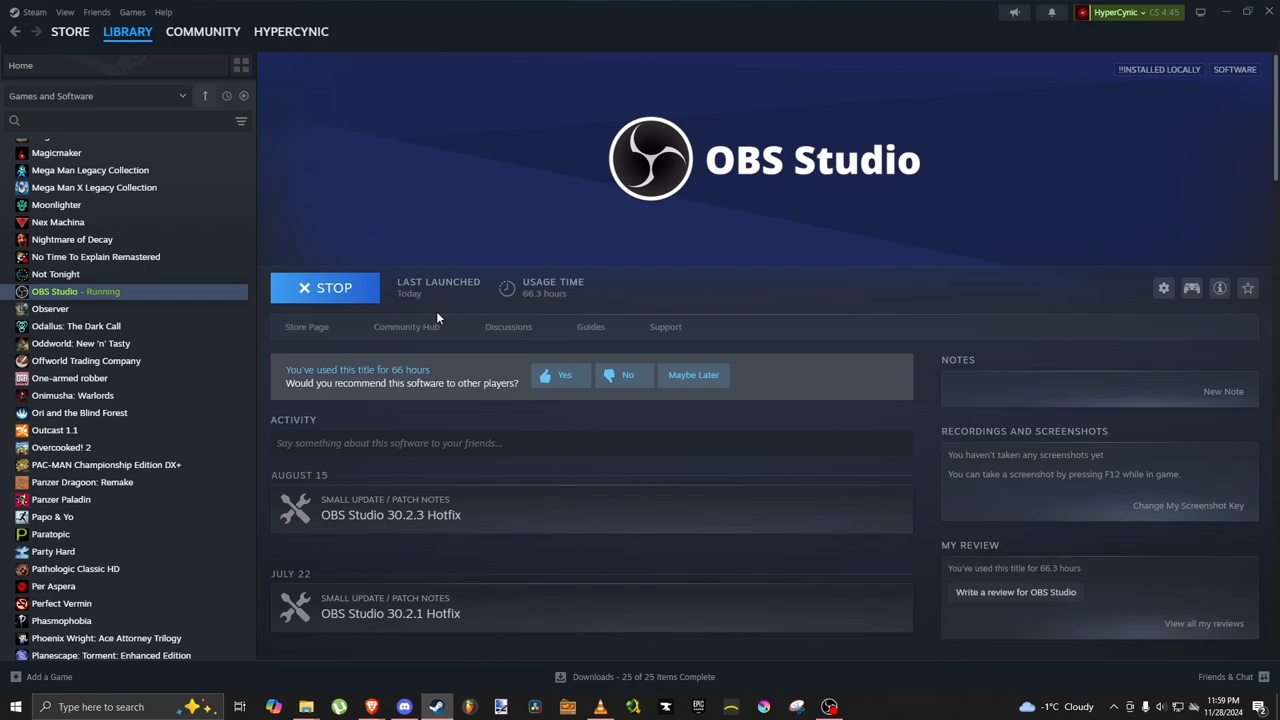 Steam View Friends Games Help
HyperCynic CS 4.45
STORE LIBRARY COMMUNITY HYPERCYNIC
Home
Games and Software
Magicmaker
Mega Man Legacy Collection
Mega Man X Legacy Collection
Moonlighter
Nex Machina
Nightmare of Decay
No Time To Explain Remastered
Not Tonight
OBS Studio - Running
Observer
Odallus: The Dark Call
Oddworld: New 'n' Tasty
Offworld Trading Company
One-armed robber
Onimusha: Warlords
Ori and the Blind Forest
Outcast 1.1
Overcooked! 2
PAC-MAN Championship Edition DX+
Panzer Dragoon: Remake
Panzer Paladin
Papo & Yo
Paratopic
Party Hard
Pathologic Classic HD
Per Aspera
Perfect Vermin
Phasmophobia
Phoenix Wright: Ace Attorney Trilogy
Planescape: Torment: Enhanced Edition
!!INSTALLED LOCALLY SOFTWARE
OBS Studio
STOP
LAST LAUNCHED
Today
USAGE TIME
66.3 hours
Store Page Community Hub Discussions Guides Support
You've used this title for 66 hours
Would you recommend this software to other players?
Yes No Maybe Later
ACTIVITY
Say something about this software to your friends...
AUGUST 15
SMALL UPDATE / PATCH NOTES
OBS Studio 30.2.3 Hotfix
JULY 22
SMALL UPDATE / PATCH NOTES
OBS Studio 30.2.1 Hotfix
NOTES
New Note
RECORDINGS AND SCREENSHOTS
You haven't taken any screenshots yet
You can take a screenshot by pressing F12 while in game.
Change My Screenshot Key
MY REVIEW
You've used this title for 66.3 hours
Write a review for OBS Studio
View all my reviews
Add a Game
Downloads - 25 of 25 Items Complete
Friends & Chat
Type here to search
-1°C Cloudy
11:59 PM
11/28/2024